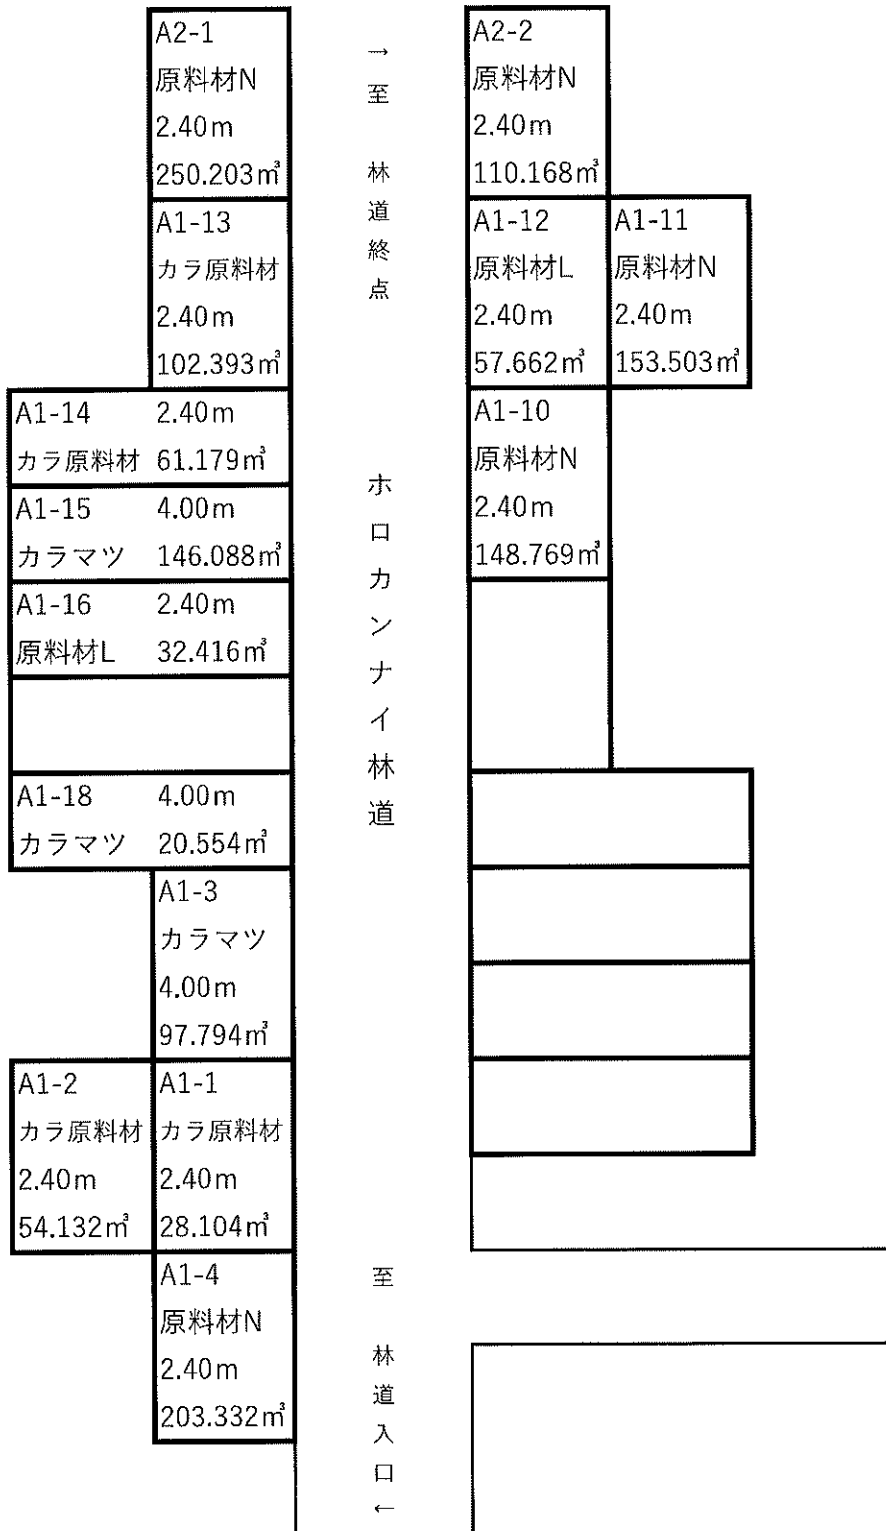 A2-1
原料材N
2.40m
250.203㎥
A1-13
カラ原料材
2.40m
102.393㎥
A1-14 2.40m
カラ原料材 61.179㎥
A1-15 4.00m
カラマツ 146.088㎥
A1-16 2.40m
原料材L 32.416㎥
A1-18 4.00m
カラマツ 20.554㎥
A1-3
カラマツ
4.00m
97.794㎥
A1-2
カラ原料材
2.40m
54.132㎥
A1-1
カラ原料材
2.40m
28.104㎥
A1-4
原料材N
2.40m
203.332㎥
→至 林道終点
ホロカンナイ林道
至 林道入口←
A2-2
原料材N
2.40m
110.168㎥
A1-12
原料材L
2.40m
57.662㎥
A1-11
原料材N
2.40m
153.503㎥
A1-10
原料材N
2.40m
148.769㎥